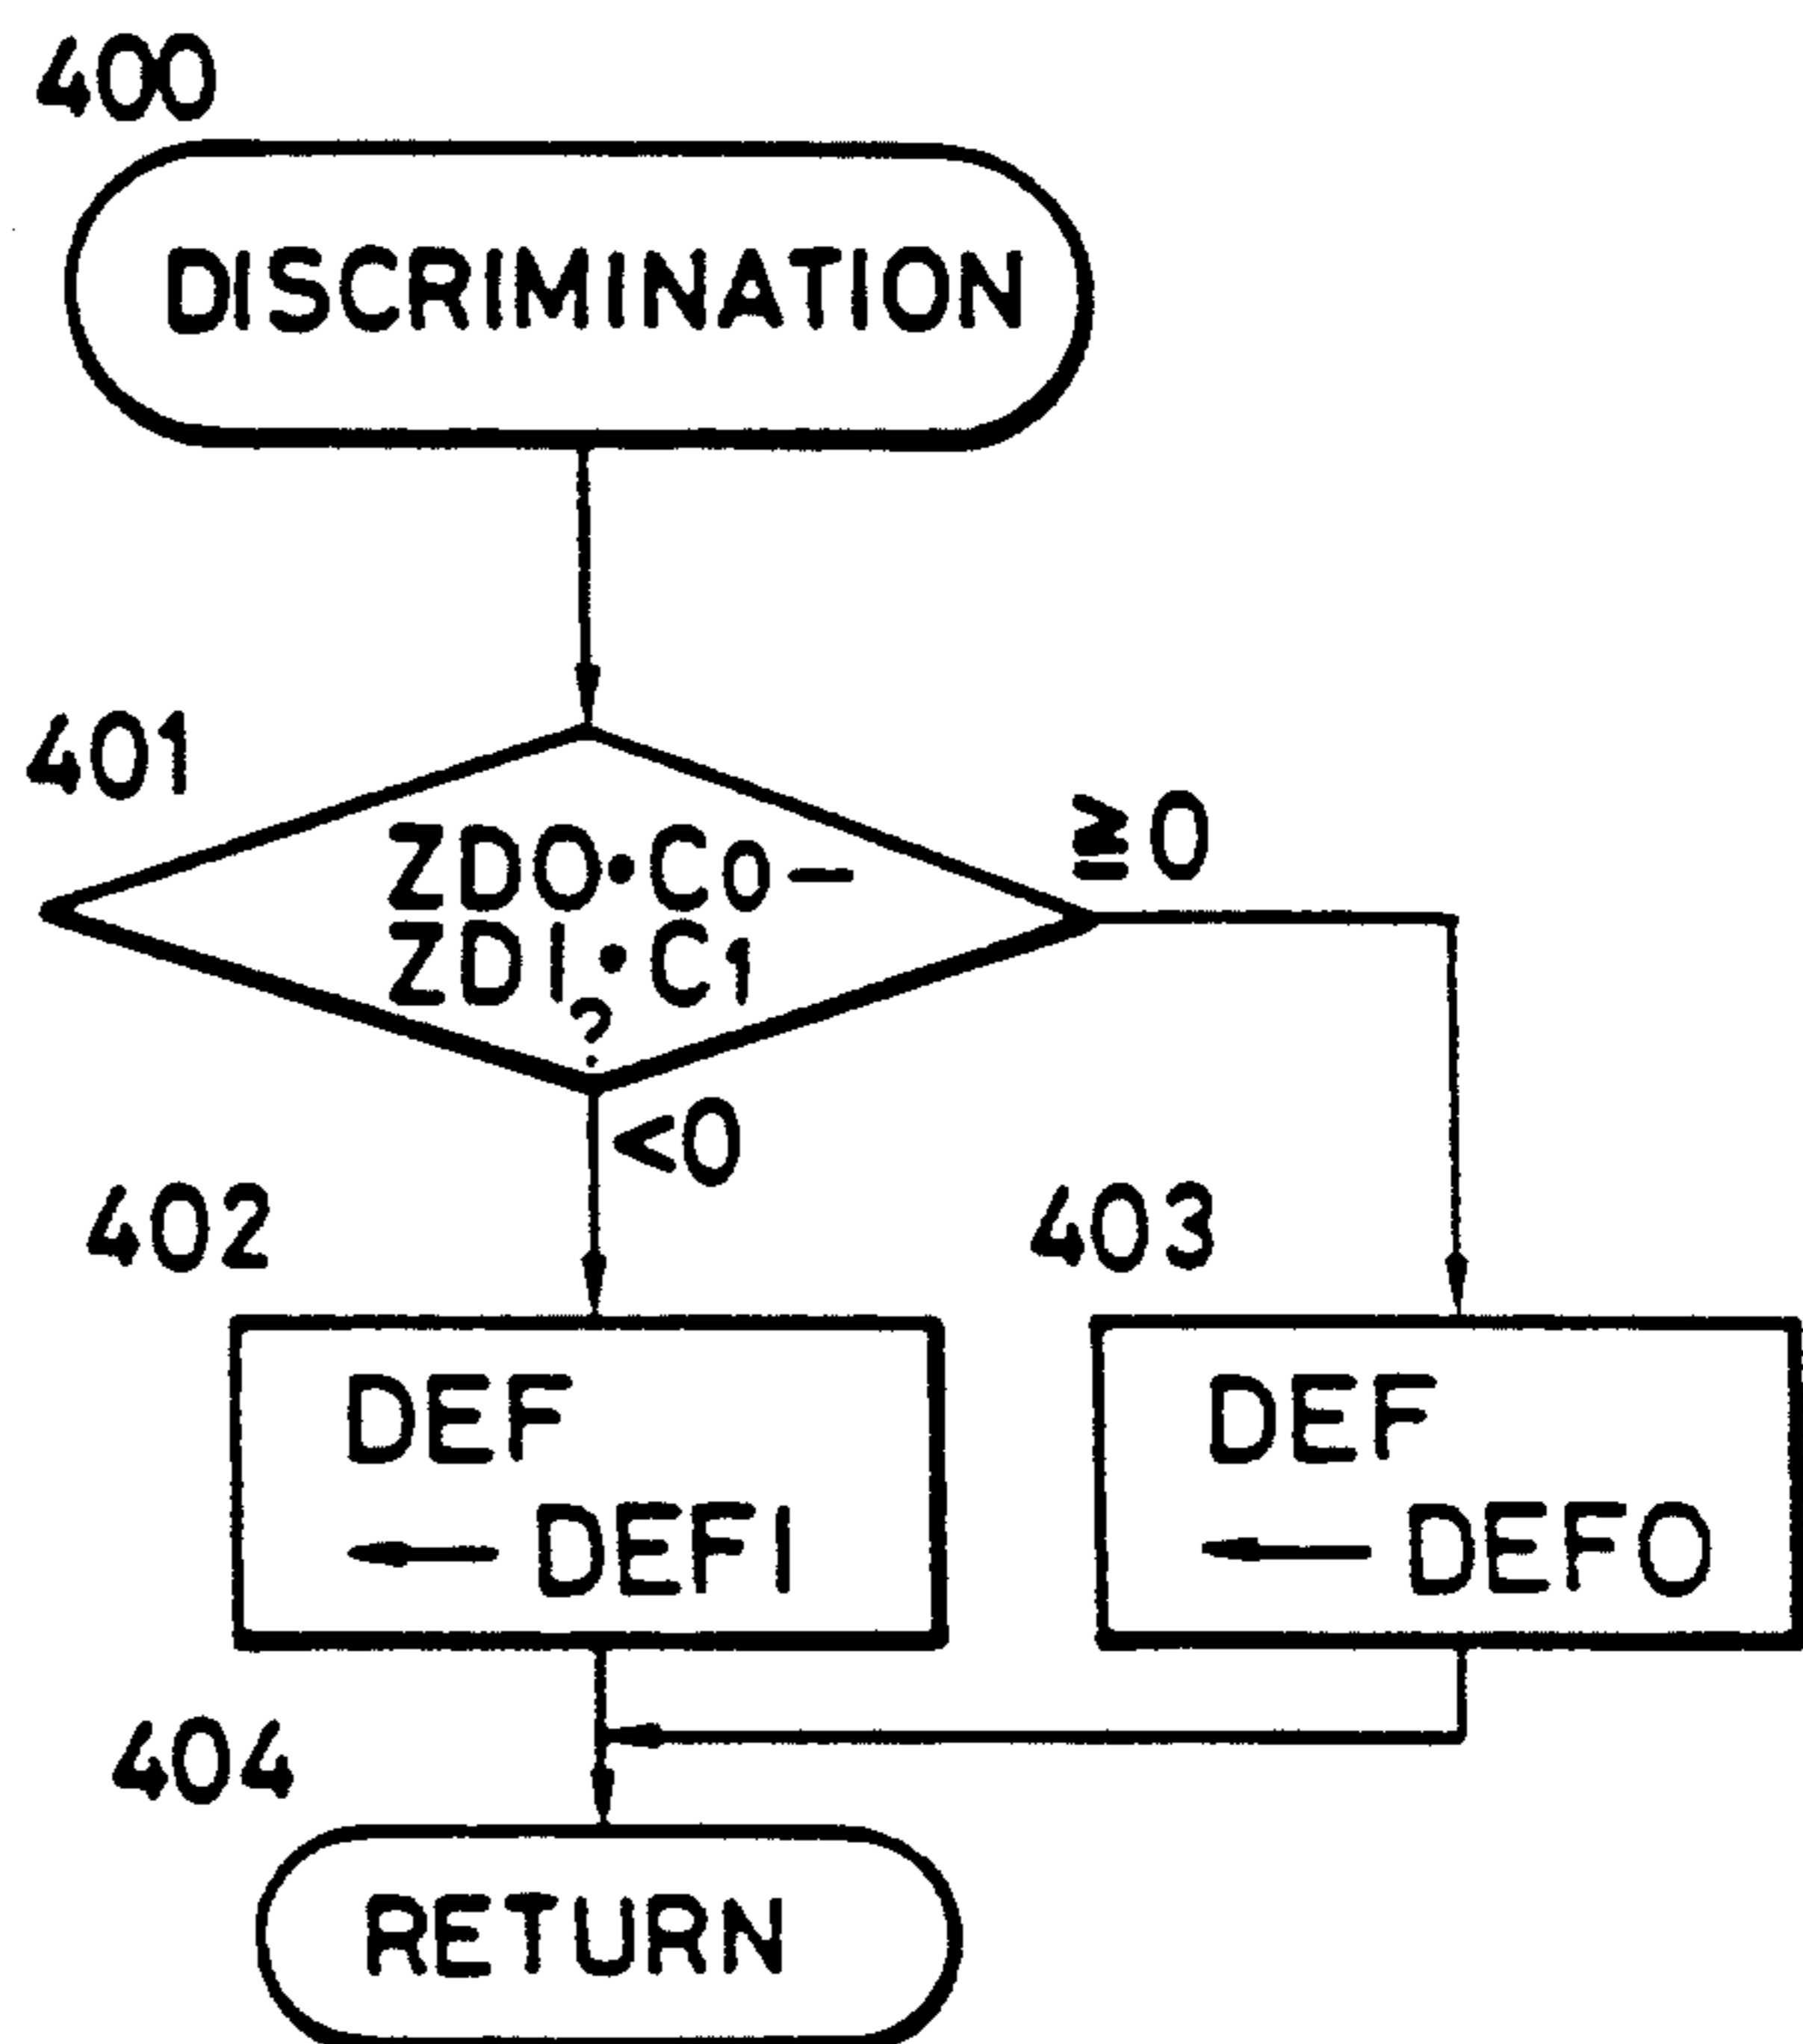 400
DISCRIMINATION
401
ZDO•C0−
ZDI•C1
?
≧0
<0
402
403
DEF
← DEFI
DEF
← DEFO
404
RETURN